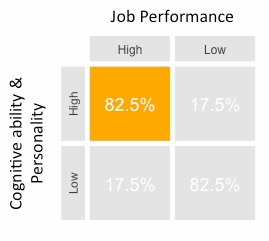 Job Performance
High Low
Cognitive ability &
Personality
High
82.5% 17.5%
Low
17.5% 82.5%